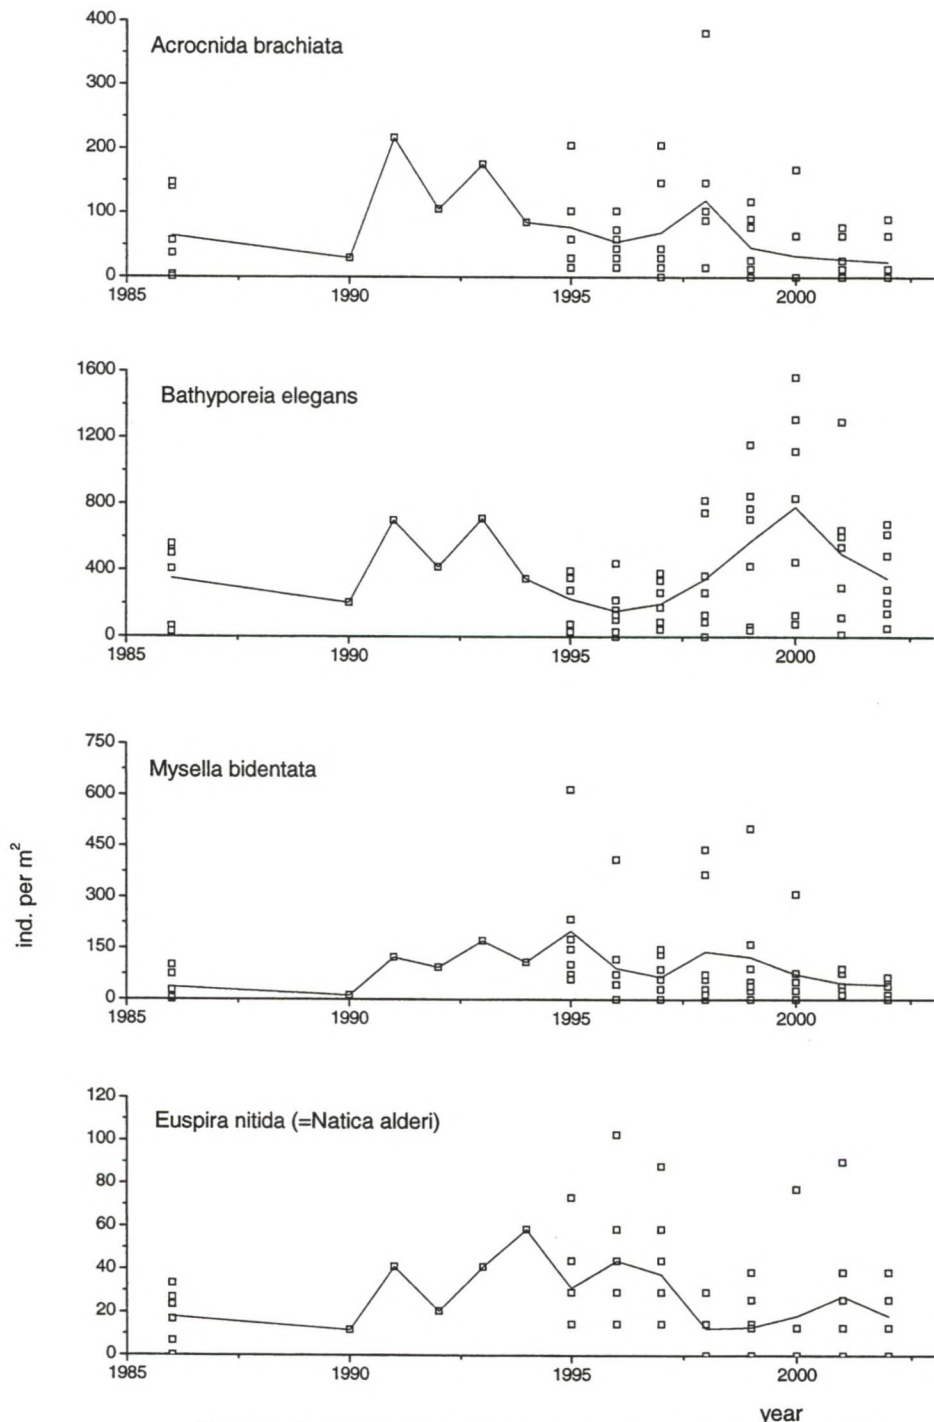 400
Acrocnida brachiata
300
200
100
0
1985 1990 1995 2000
1600
Bathyporeia elegans
1200
800
400
0
1985 1990 1995 2000
750
Mysella bidentata
600
450
300
150
0
1985 1990 1995 2000
ind. per m²
120
Euspira nitida (=Natica alderi)
100
80
60
40
20
0
1985 1990 1995 2000
year